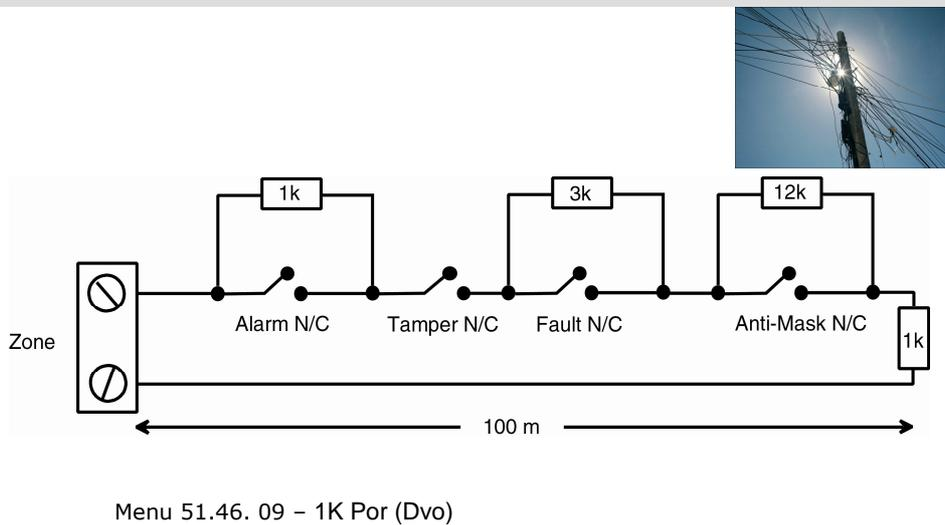 1k
3k
12k
Alarm N/C
Tamper N/C
Fault N/C
Anti-Mask N/C
Zone
1k
100 m
Menu 51.46. 09 – 1K Por (Dvo)